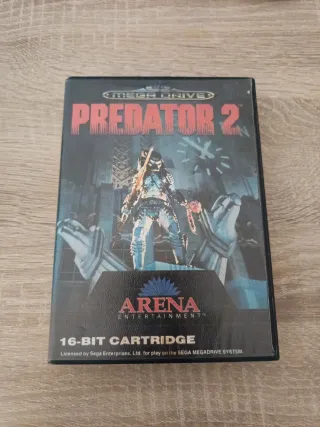 MEGA DRIVE
PREDATOR 2
ARENA
ENTERTAINMENT
16-BIT CARTRIDGE
Licensed by Sega Enterprises, Ltd. for play on the SEGA MEGADRIVE SYSTEM.